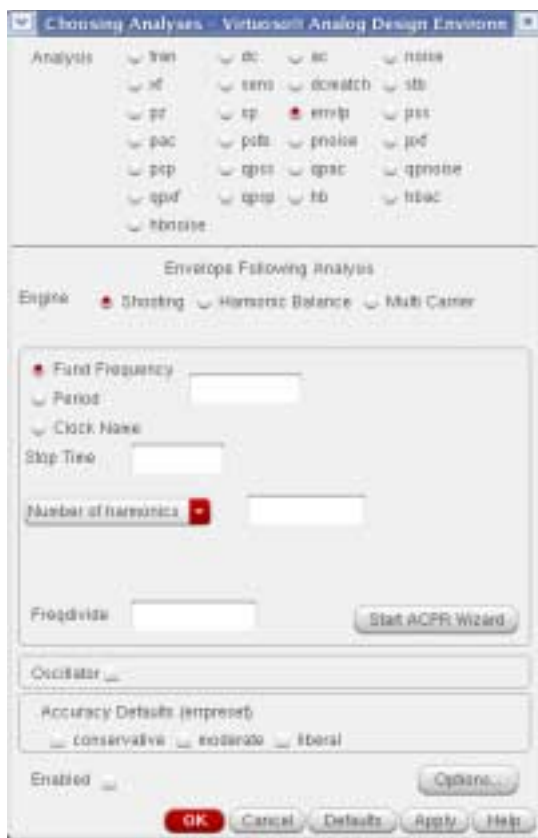 Choosing Analyses - Virtuoso® Analog Design Environm
Analysis tran dc ac noise
xf sens dcmatch stb
pz sp envlp pss
pac pstb pnoise pxf
psp qpss qpac qpnoise
qpxf qpsp hb hbac
hbnoise
Envelope Following Analysis
Engine Shooting Harmonic Balance Multi Carrier
Fund Frequency
Period
Clock Name
Stop Time
Number of harmonics
Freqdivide Start ACPR Wizard
Oscillator
Accuracy Defaults (errpreset)
conservative moderate liberal
Enabled Options...
OK Cancel Defaults Apply Help